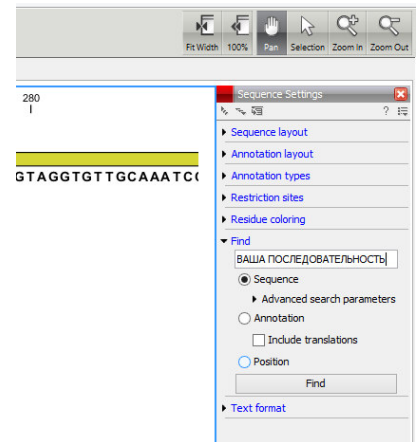 Fit Width 100% Pan Selection Zoom In Zoom Out
280
Sequence Settings
?
Sequence layout
Annotation layout
Annotation types
Restriction sites
Residue coloring
GTAGGTGTTGCAAATCC
Find
ВАША ПОСЛЕДОВАТЕЛЬНОСТЬ
Sequence
Advanced search parameters
Annotation
Include translations
Position
Find
Text format